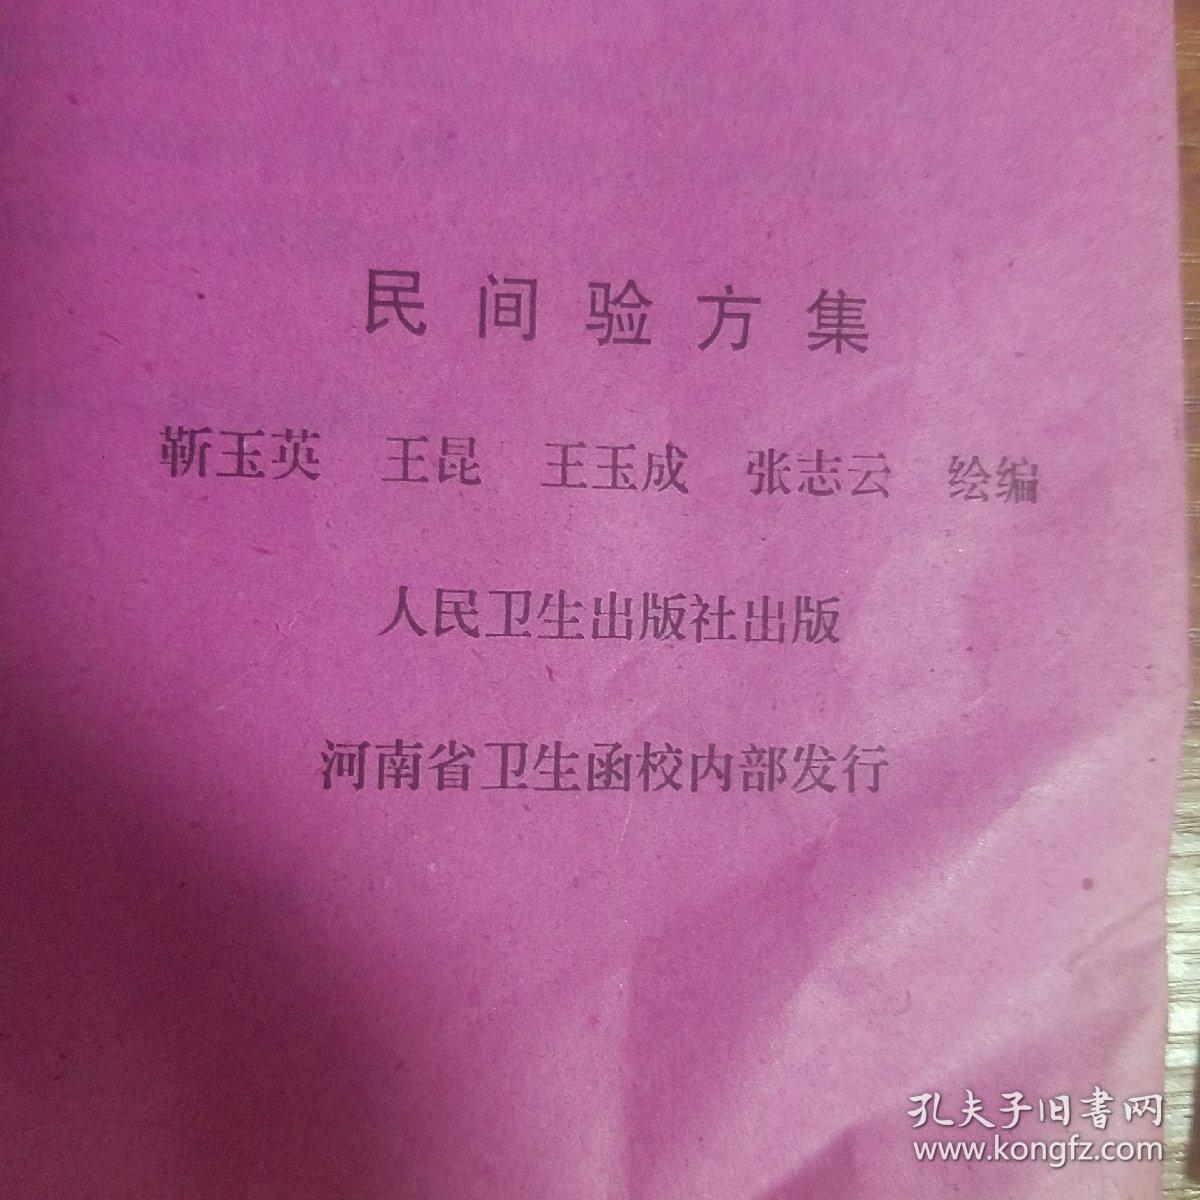 民间验方集
靳玉英 王昆 王玉成 张志云 绘编
人民卫生出版社出版
河南省卫生函校内部发行
孔夫子旧书网
www.kongfz.com